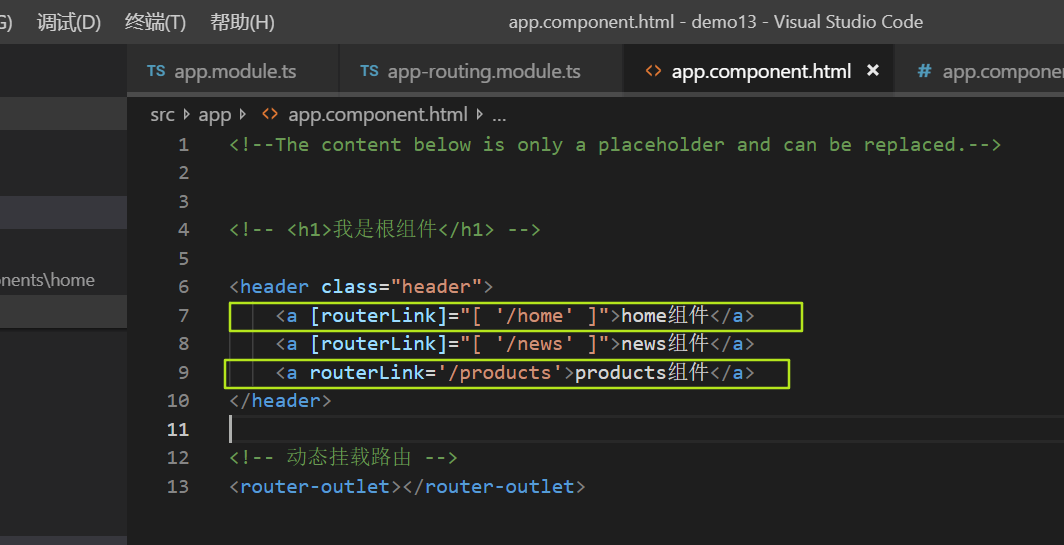 G) 调试(D) 终端(T) 帮助(H) app.component.html - demo13 - Visual Studio Code
TS app.module.ts TS app-routing.module.ts <> app.component.html × # app.compone
src app <> app.component.html ...
1 <!--The content below is only a placeholder and can be replaced.-->
2
3
4 <!-- <h1>我是根组件</h1> -->
5
6 <header class="header">
nents\home
7 <a [routerLink]="[ '/home' ]">home组件</a>
8 <a [routerLink]="[ '/news' ]">news组件</a>
9 <a routerLink='/products'>products组件</a>
10 </header>
11
12 <!-- 动态挂载路由 -->
13 <router-outlet></router-outlet>